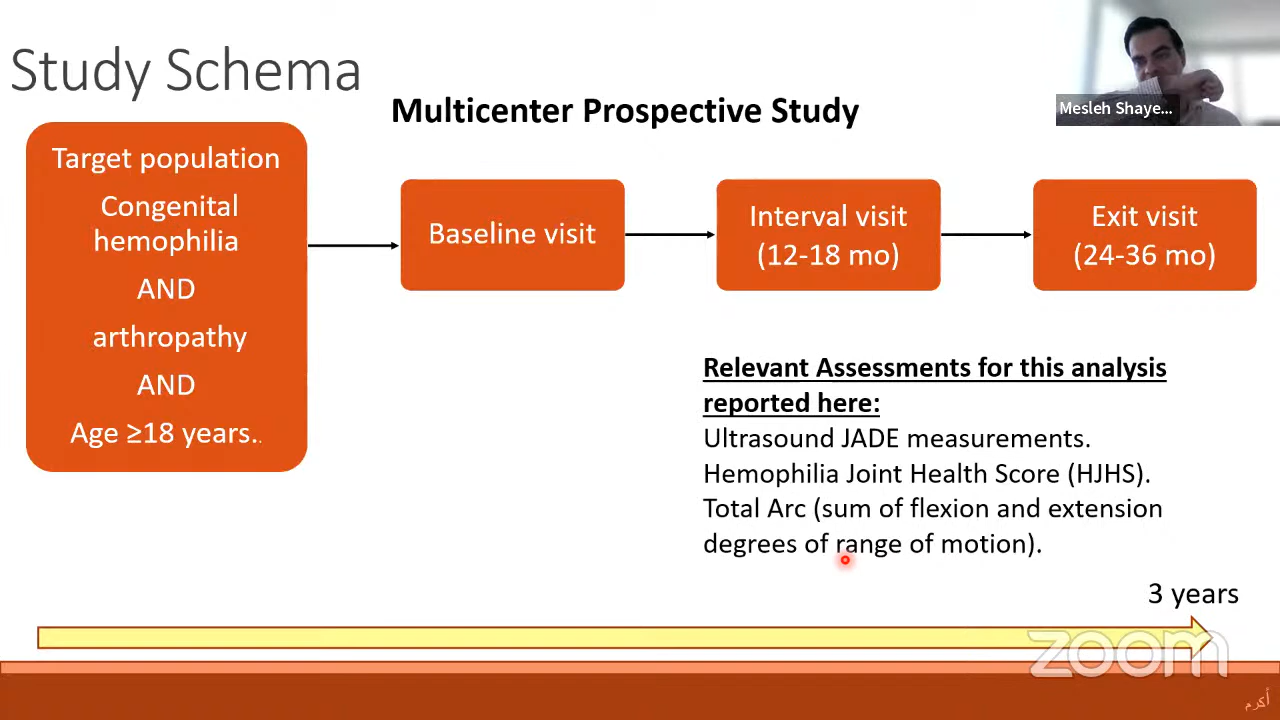 Study Schema
Multicenter Prospective Study
Mesleh Shaye...
Target population
Congenital
hemophilia
AND
arthropathy
AND
Age ≥18 years..
Baseline visit
Interval visit
(12-18 mo)
Exit visit
(24-36 mo)
Relevant Assessments for this analysis
reported here:
Ultrasound JADE measurements.
Hemophilia Joint Health Score (HJHS).
Total Arc (sum of flexion and extension
degrees of range of motion).
3 years
zoom
أكرم